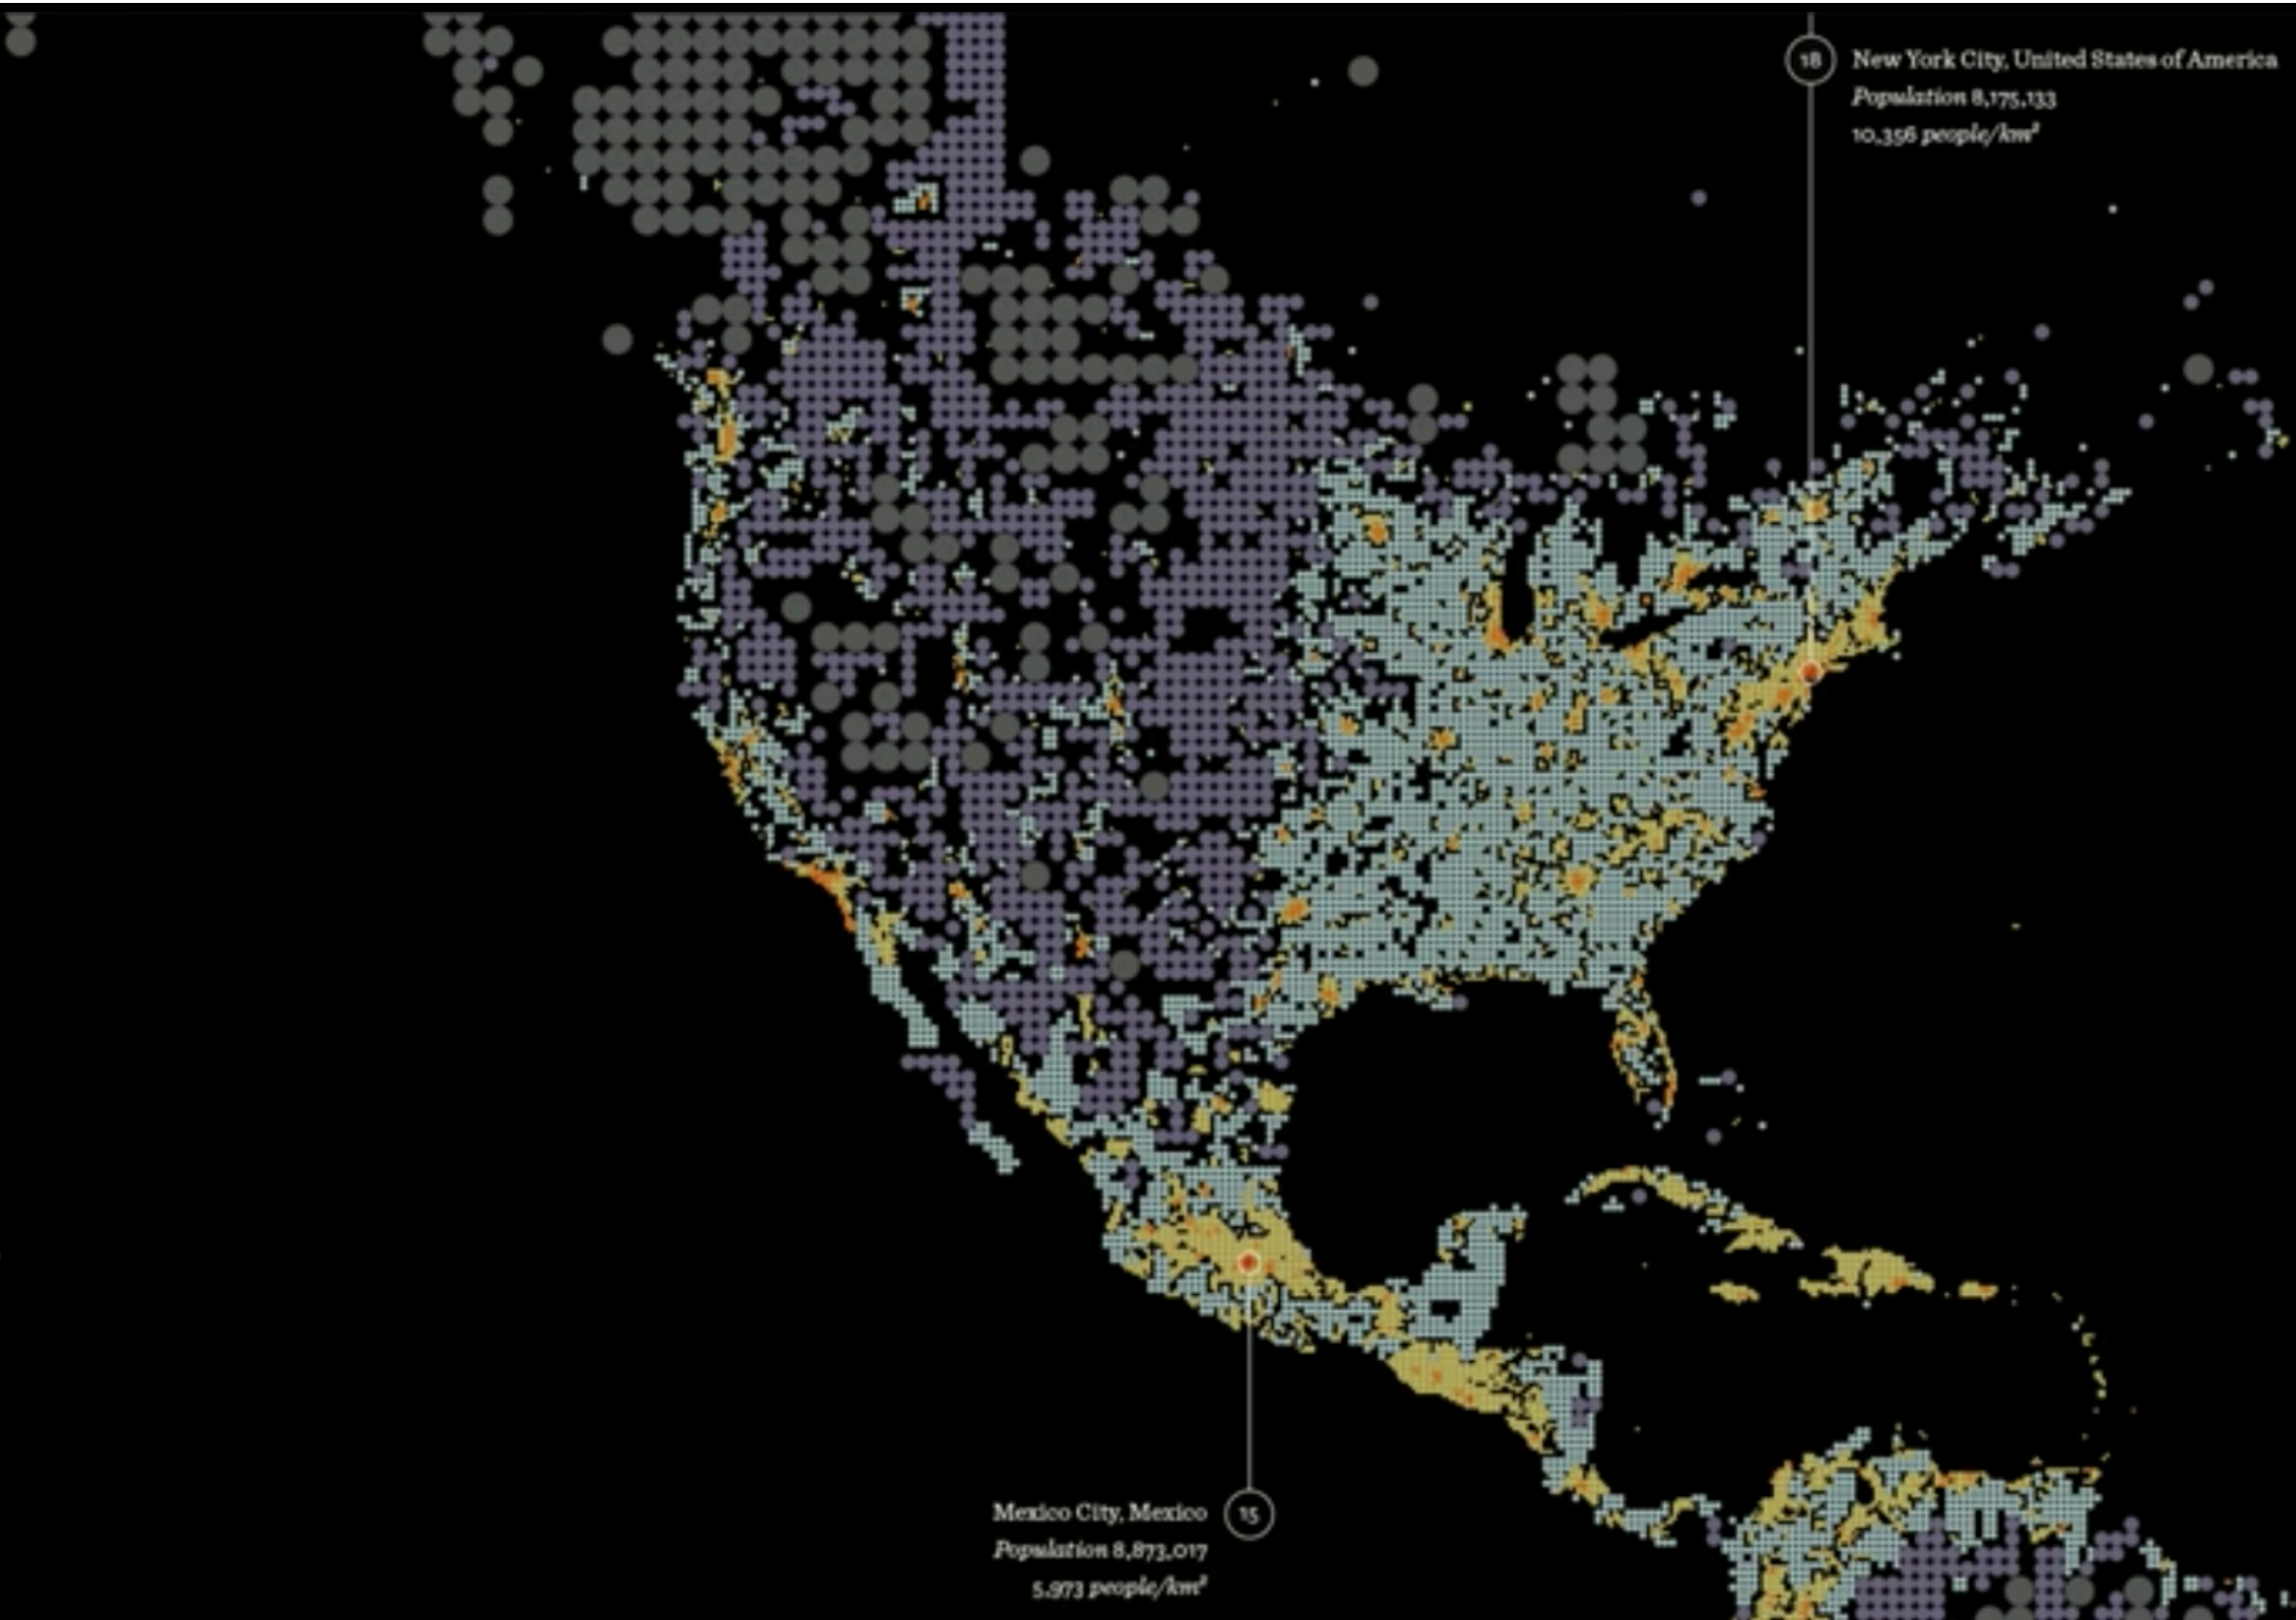 18
New York City, United States of America
Population 8,175,133
10,356 people/km²
Mexico City, Mexico
15
Population 8,873,017
5,973 people/km²